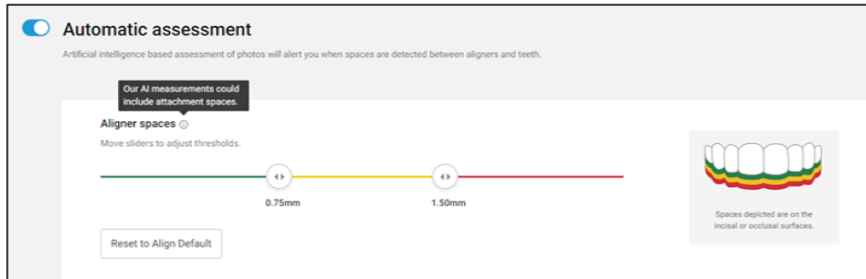 Automatic assessment
Artificial intelligence based assessment of photos will alert you when spaces are detected between aligners and teeth.
Our AI measurements could
include attachment spaces.
Aligner spaces
Move sliders to adjust thresholds.
0.75mm
1.50mm
Spaces depicted are on the
incisal or occlusal surfaces.
Reset to Align Default